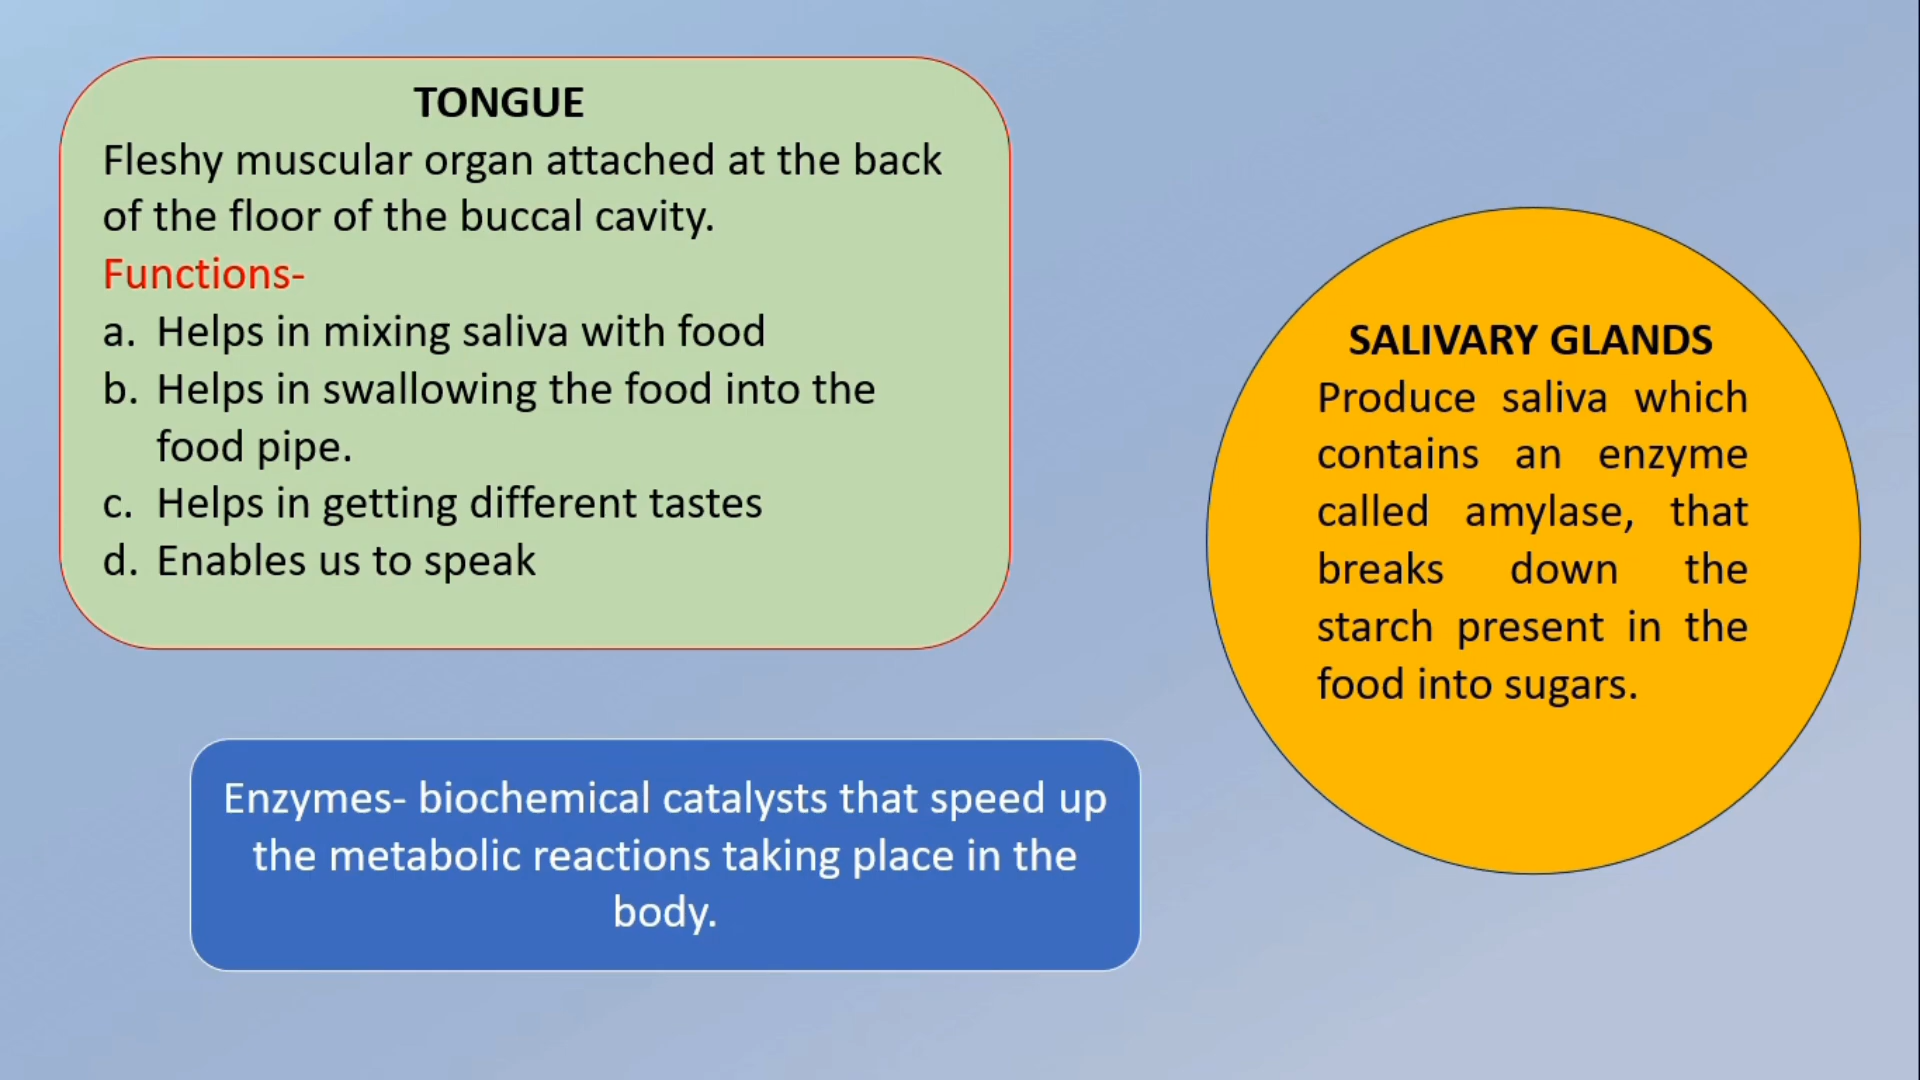 TONGUE
Fleshy muscular organ attached at the back
of the floor of the buccal cavity.
Functions-
a. Helps in mixing saliva with food
b. Helps in swallowing the food into the
food pipe.
c. Helps in getting different tastes
d. Enables us to speak
SALIVARY GLANDS
Produce saliva which
contains an enzyme
called amylase, that
breaks down the
starch present in the
food into sugars.
Enzymes- biochemical catalysts that speed up
the metabolic reactions taking place in the
body.